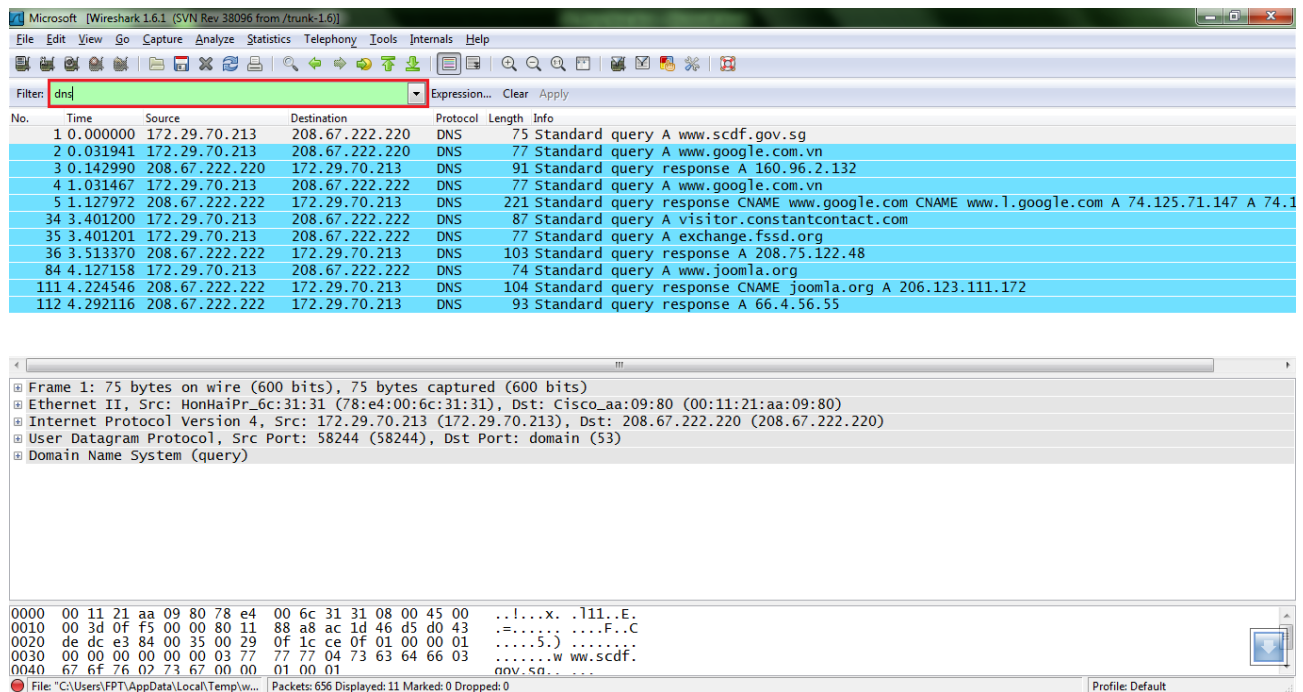 Microsoft [Wireshark 1.6.1 (SVN Rev 38096 from /trunk-1.6)]
File Edit View Go Capture Analyze Statistics Telephony Tools Internals Help
Filter: dns Expression... Clear Apply
No. Time Source Destination Protocol Length Info
1 0.000000 172.29.70.213 208.67.222.220 DNS 75 Standard query A www.scdf.gov.sg
2 0.031941 172.29.70.213 208.67.222.220 DNS 77 Standard query A www.google.com.vn
3 0.142990 208.67.222.220 172.29.70.213 DNS 91 Standard query response A 160.96.2.132
4 1.031467 172.29.70.213 208.67.222.222 DNS 77 Standard query A www.google.com.vn
5 1.127972 208.67.222.222 172.29.70.213 DNS 221 Standard query response CNAME www.google.com CNAME www.l.google.com A 74.125.71.147 A 74.1
34 3.401200 172.29.70.213 208.67.222.222 DNS 87 Standard query A visitor.constantcontact.com
35 3.401201 172.29.70.213 208.67.222.222 DNS 77 Standard query A exchange.fssd.org
36 3.513370 208.67.222.222 172.29.70.213 DNS 103 Standard query response A 208.75.122.48
84 4.127158 172.29.70.213 208.67.222.222 DNS 74 Standard query A www.joomla.org
111 4.224546 208.67.222.222 172.29.70.213 DNS 104 Standard query response CNAME joomla.org A 206.123.111.172
112 4.292116 208.67.222.222 172.29.70.213 DNS 93 Standard query response A 66.4.56.55
Frame 1: 75 bytes on wire (600 bits), 75 bytes captured (600 bits)
Ethernet II, Src: HonHaiPr_6c:31:31 (78:e4:00:6c:31:31), Dst: Cisco_aa:09:80 (00:11:21:aa:09:80)
Internet Protocol Version 4, Src: 172.29.70.213 (172.29.70.213), Dst: 208.67.222.220 (208.67.222.220)
User Datagram Protocol, Src Port: 58244 (58244), Dst Port: domain (53)
Domain Name System (query)
0000 00 11 21 aa 09 80 78 e4 00 6c 31 31 08 00 45 00 ..!...x. .l11..E.
0010 00 3d 0f f5 00 00 80 11 88 a8 ac 1d 46 d5 d0 43 .=...... ....F..C
0020 de dc e3 84 00 35 00 29 0f 1c ce 0f 01 00 00 01 .....5.) ........
0030 00 00 00 00 00 00 03 77 77 77 04 73 63 64 66 03 .......w ww.scdf.
0040 67 6f 76 02 73 67 00 00 01 00 01 gov.sg.. ...
File: "C:\Users\FPT\AppData\Local\Temp\w... Packets: 656 Displayed: 11 Marked: 0 Dropped: 0 Profile: Default